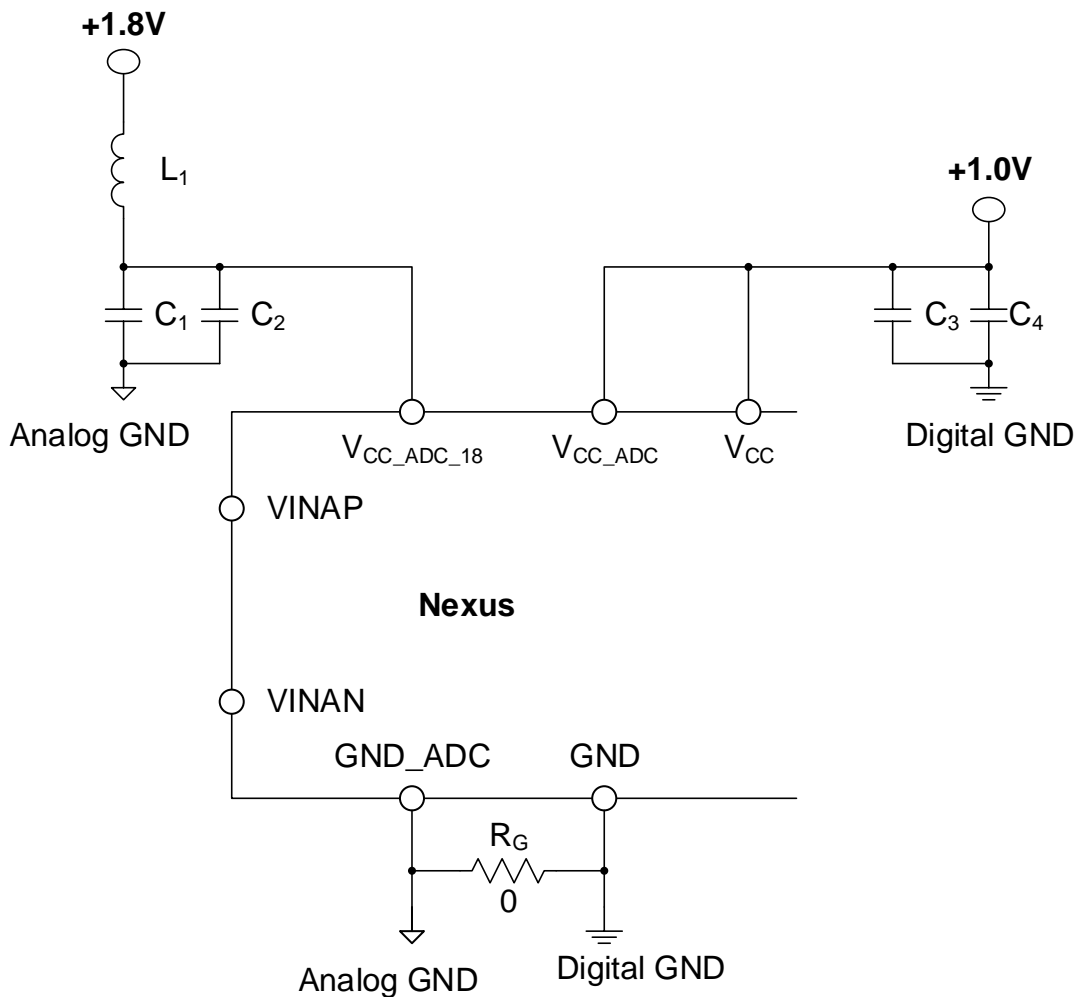 +1.8V
L1
+1.0V
C1 C2
C3 C4
Analog GND
Digital GND
VCC_ADC_18 VCC_ADC VCC
VINAP
Nexus
VINAN
GND_ADC GND
RG
0
Analog GND
Digital GND